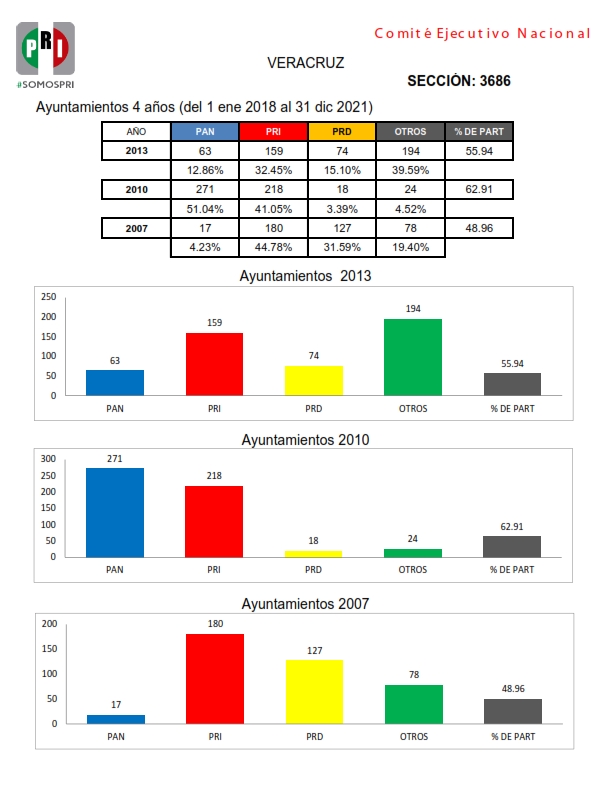 Comité Ejecutivo Nacional
PRI
#SOMOSPRI
VERACRUZ
SECCIÓN: 3686
Ayuntamientos 4 años (del 1 ene 2018 al 31 dic 2021)
AÑO PAN PRI PRD OTROS % DE PART
2013 63 159 74 194 55.94
12.86% 32.45% 15.10% 39.59%
2010 271 218 18 24 62.91
51.04% 41.05% 3.39% 4.52%
2007 17 180 127 78 48.96
4.23% 44.78% 31.59% 19.40%
Ayuntamientos 2013
250
200
150
100
50
0
63 159 74 194 55.94
PAN PRI PRD OTROS % DE PART
Ayuntamientos 2010
300
250
200
150
100
50
0
271 218 18 24 62.91
PAN PRI PRD OTROS % DE PART
Ayuntamientos 2007
200
150
100
50
0
17 180 127 78 48.96
PAN PRI PRD OTROS % DE PART